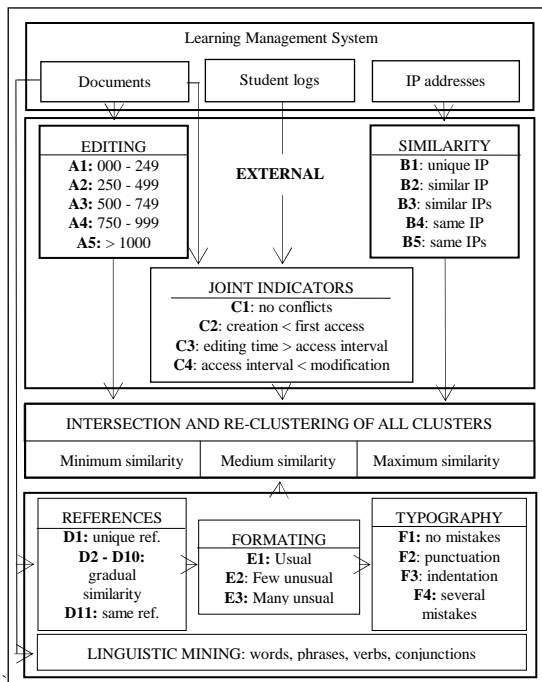 Learning Management System
Documents
Student logs
IP addresses
EDITING
A1: 000 - 249
A2: 250 - 499
A3: 500 - 749
A4: 750 - 999
A5: > 1000
EXTERNAL
SIMILARITY
B1: unique IP
B2: similar IP
B3: similar IPs
B4: same IP
B5: same IPs
JOINT INDICATORS
C1: no conflicts
C2: creation < first access
C3: editing time > access interval
C4: access interval < modification
INTERSECTION AND RE-CLUSTERING OF ALL CLUSTERS
Minimum similarity
Medium similarity
Maximum similarity
REFERENCES
D1: unique ref.
D2 - D10:
gradual
similarity
D11: same ref.
FORMATING
E1: Usual
E2: Few unusual
E3: Many unsual
TYPOGRAPHY
F1: no mistakes
F2: punctuation
F3: indentation
F4: several
mistakes
LINGUISTIC MINING: words, phrases, verbs, conjunctions
`